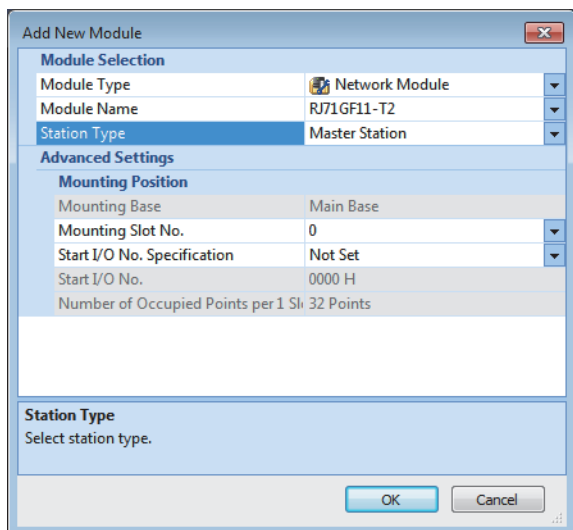 Add New Module
Module Selection
Module Type Network Module
Module Name RJ71GF11-T2
Station Type Master Station
Advanced Settings
Mounting Position
Mounting Base Main Base
Mounting Slot No. 0
Start I/O No. Specification Not Set
Start I/O No. 0000 H
Number of Occupied Points per 1 Sl 32 Points
Station Type
Select station type.
OK Cancel